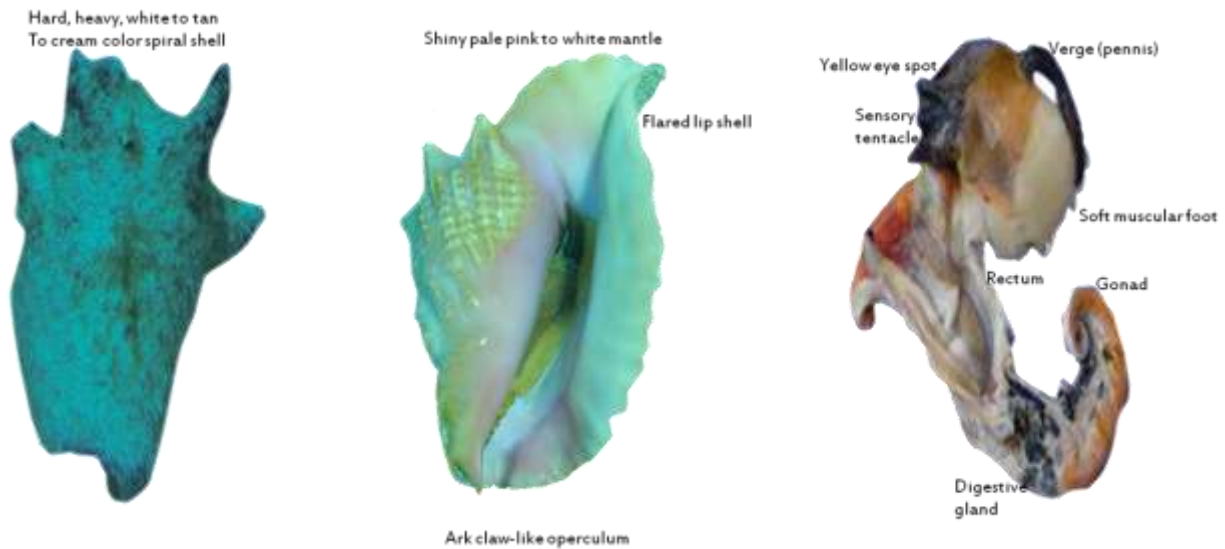 Hard, heavy, white to tan
To cream color spiral shell
Shiny pale pink to white mantle
Flared lip shell
Ark claw-like operculum
Yellow eye spot
Verge (pennis)
Sensory
tentacle
Soft muscular foot
Rectum
Gonad
Digestive
gland